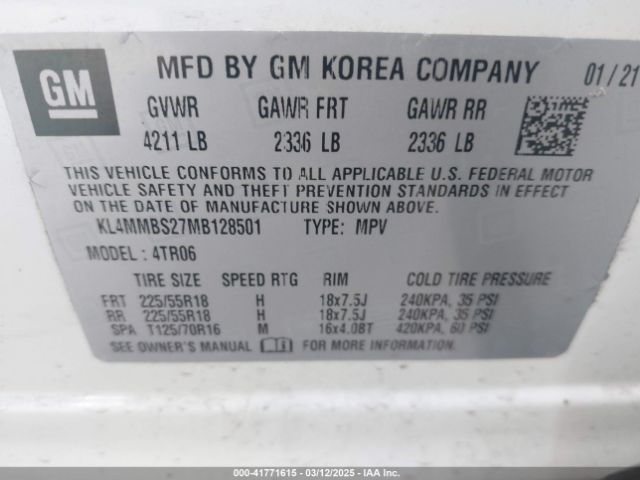 GM
MFD BY GM KOREA COMPANY 01/21
GVWR GAWR FRT GAWR RR
4211 LB 2336 LB 2336 LB
THIS VEHICLE CONFORMS TO ALL APPLICABLE U.S. FEDERAL MOTOR
VEHICLE SAFETY AND THEFT PREVENTION STANDARDS IN EFFECT
ON THE DATE OF MANUFACTURE SHOWN ABOVE.
KL4MMBS27MB128501 TYPE: MPV
MODEL: 4TR06
TIRE SIZE SPEED RTG RIM COLD TIRE PRESSURE
FRT 225/55R18 H 18x7.5J 240KPA, 35 PSI
RR 225/55R18 H 18x7.5J 240KPA, 35 PSI
SPA T125/70R16 M 16x4.08T 420KPA, 60 PSI
SEE OWNER'S MANUAL FOR MORE INFORMATION.
000-41771615 - 03/12/2025 - IAA Inc.